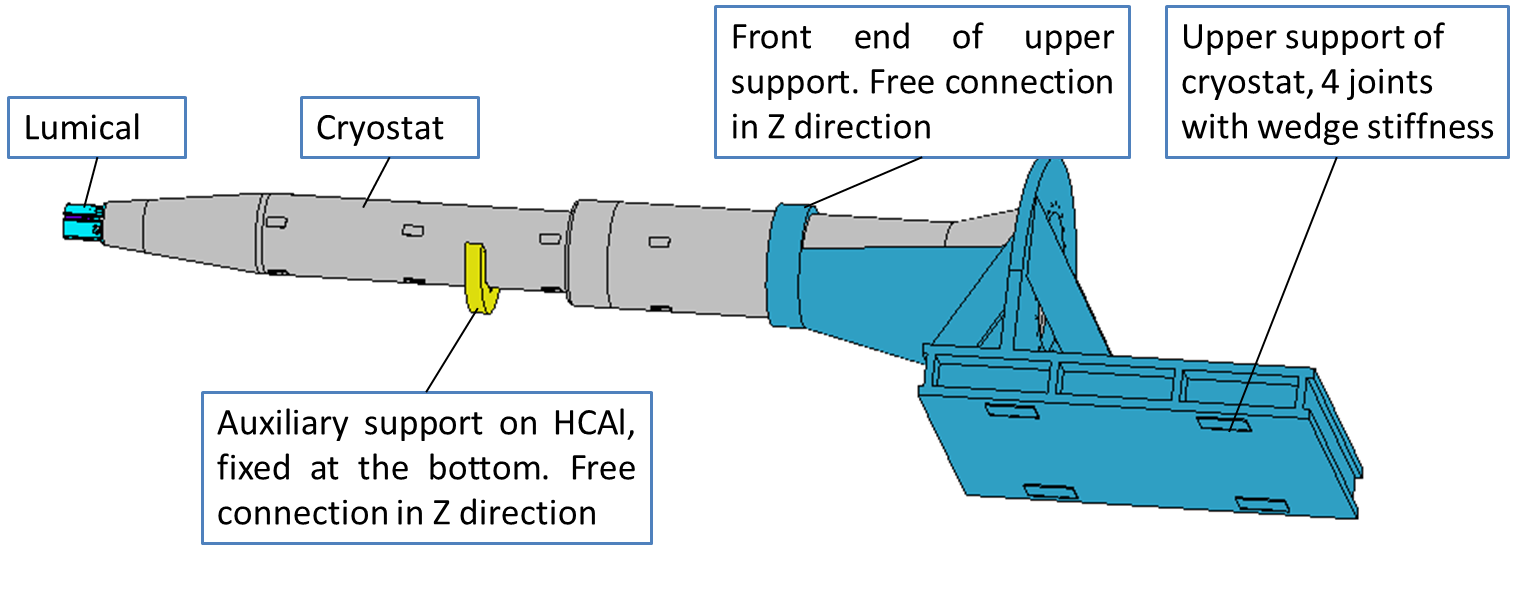 Lumical
Cryostat
Front end of upper
support. Free connection
in Z direction
Upper support of
cryostat, 4 joints
with wedge stiffness
Auxiliary support on HCAl,
fixed at the bottom. Free
connection in Z direction